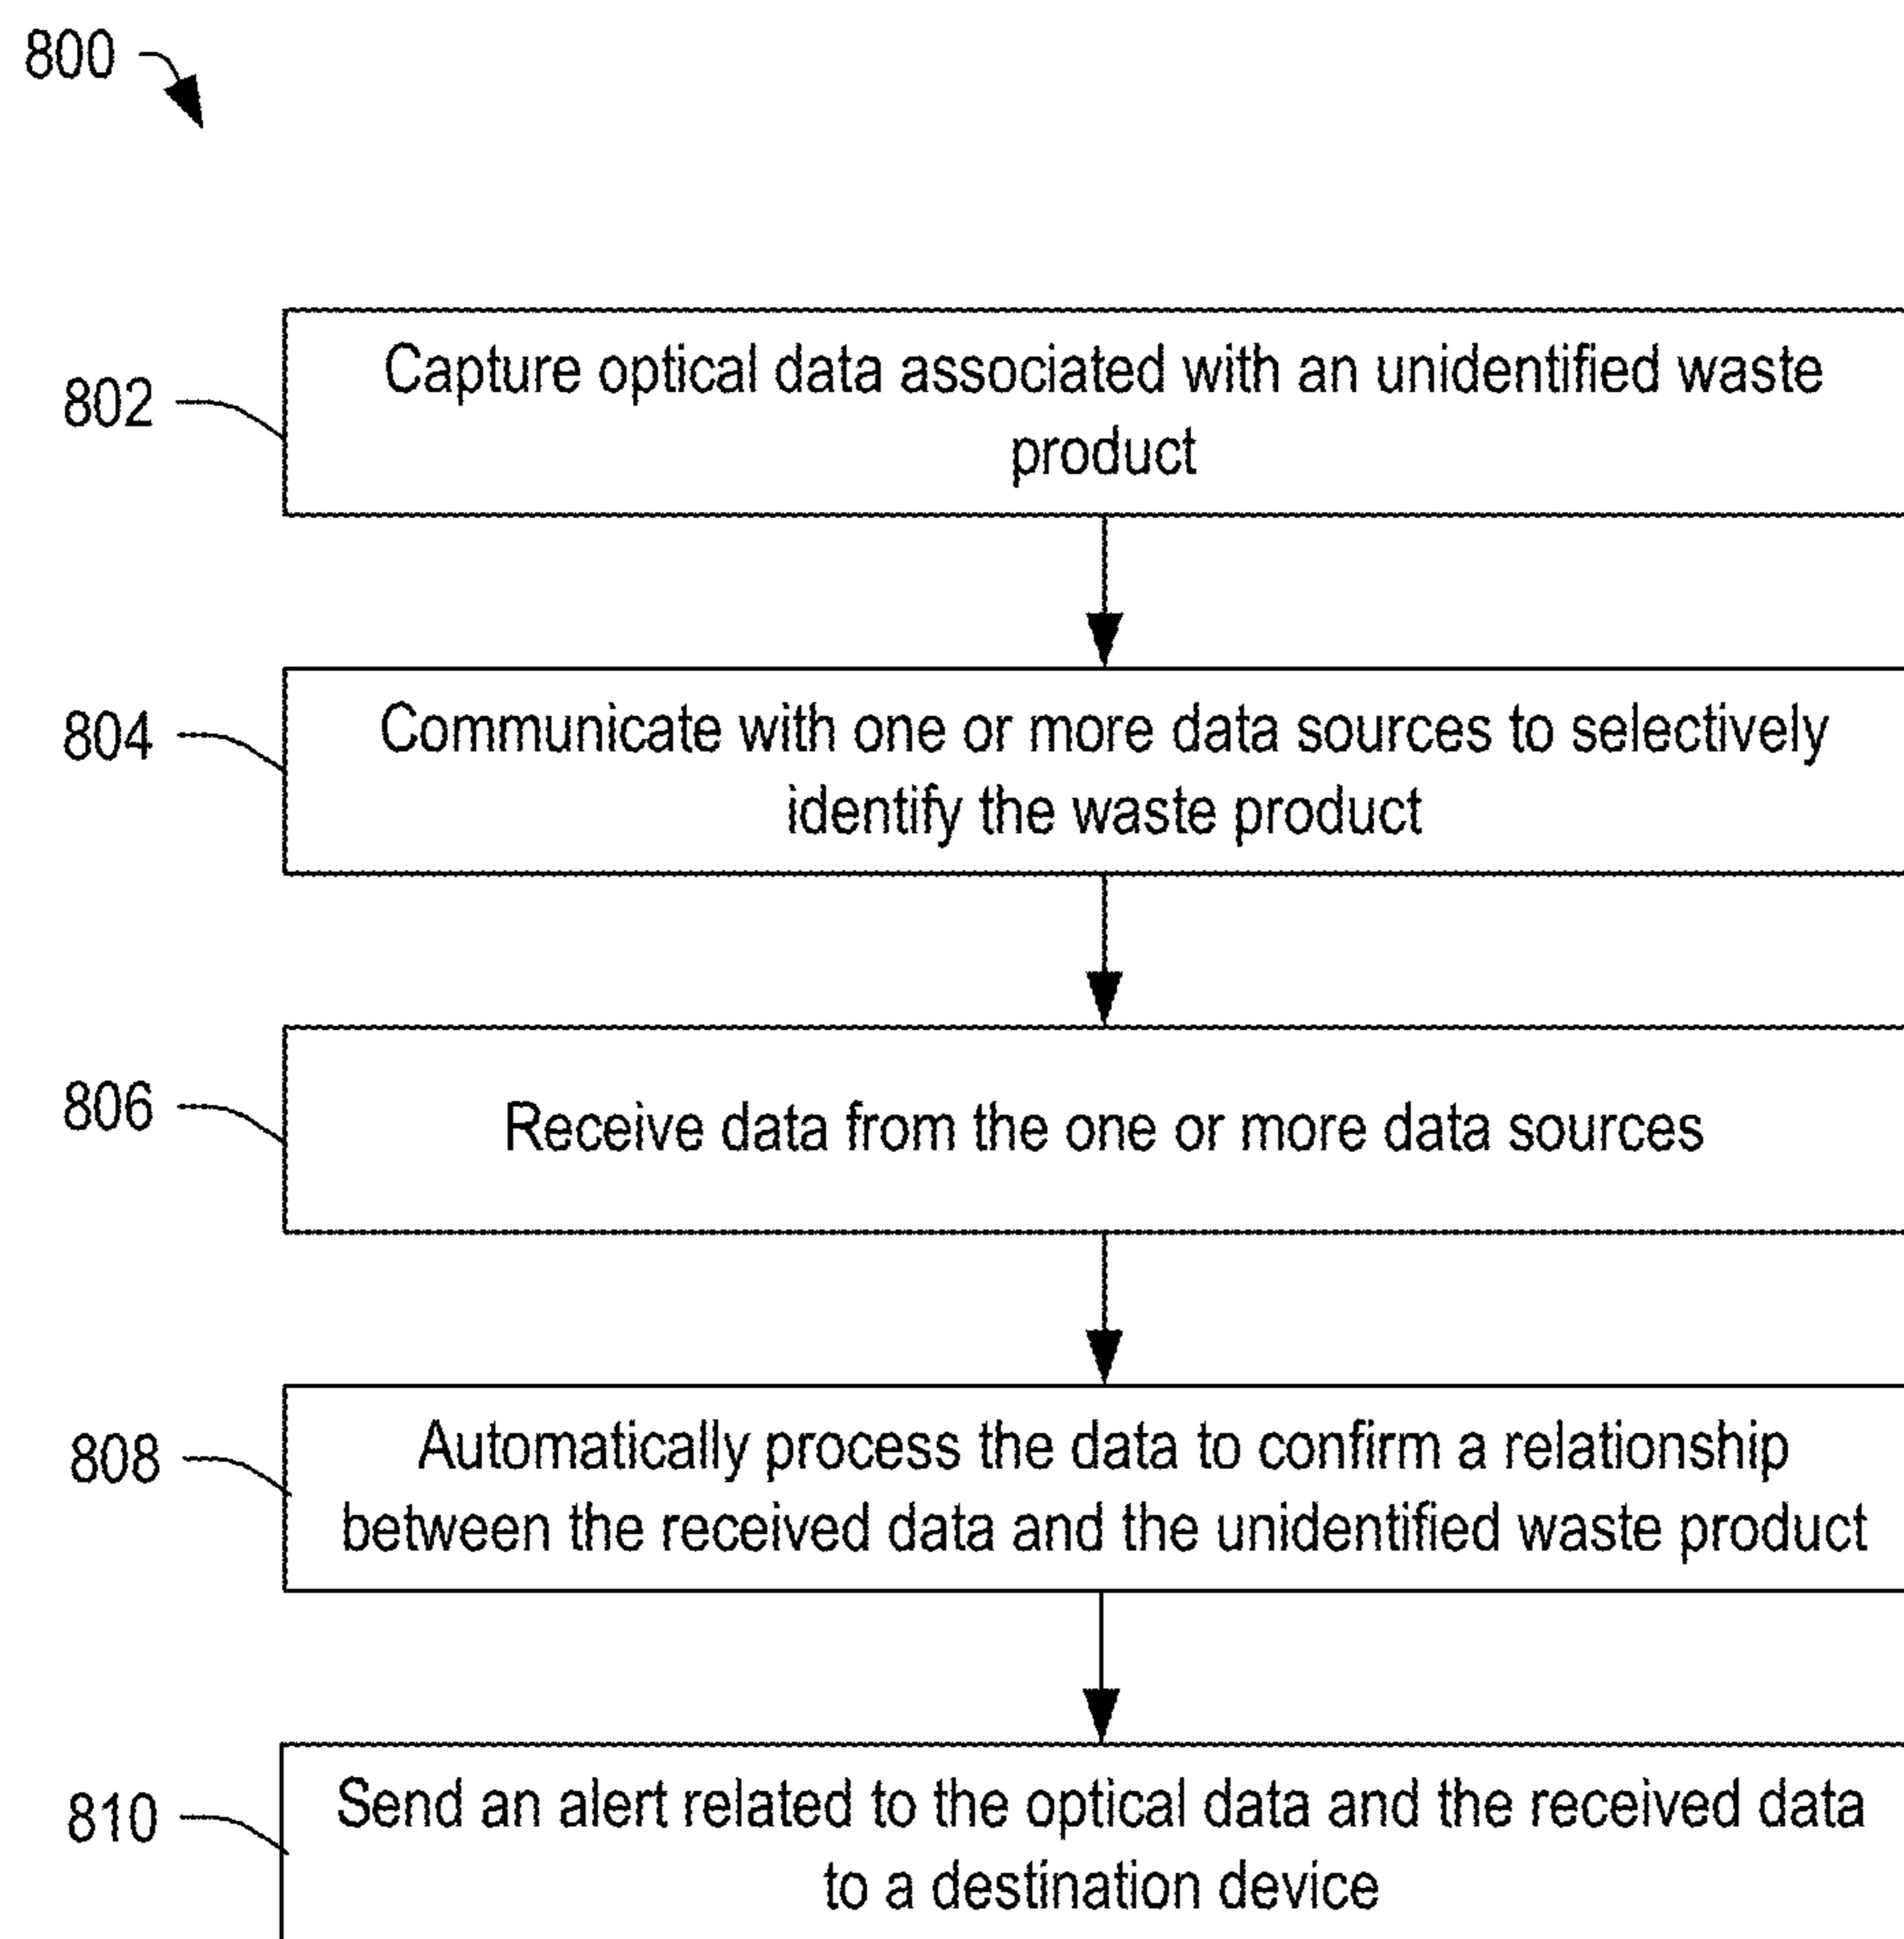 800
802
Capture optical data associated with an unidentified waste
product
804
Communicate with one or more data sources to selectively
identify the waste product
806
Receive data from the one or more data sources
808
Automatically process the data to confirm a relationship
between the received data and the unidentified waste product
810
Send an alert related to the optical data and the received data
to a destination device